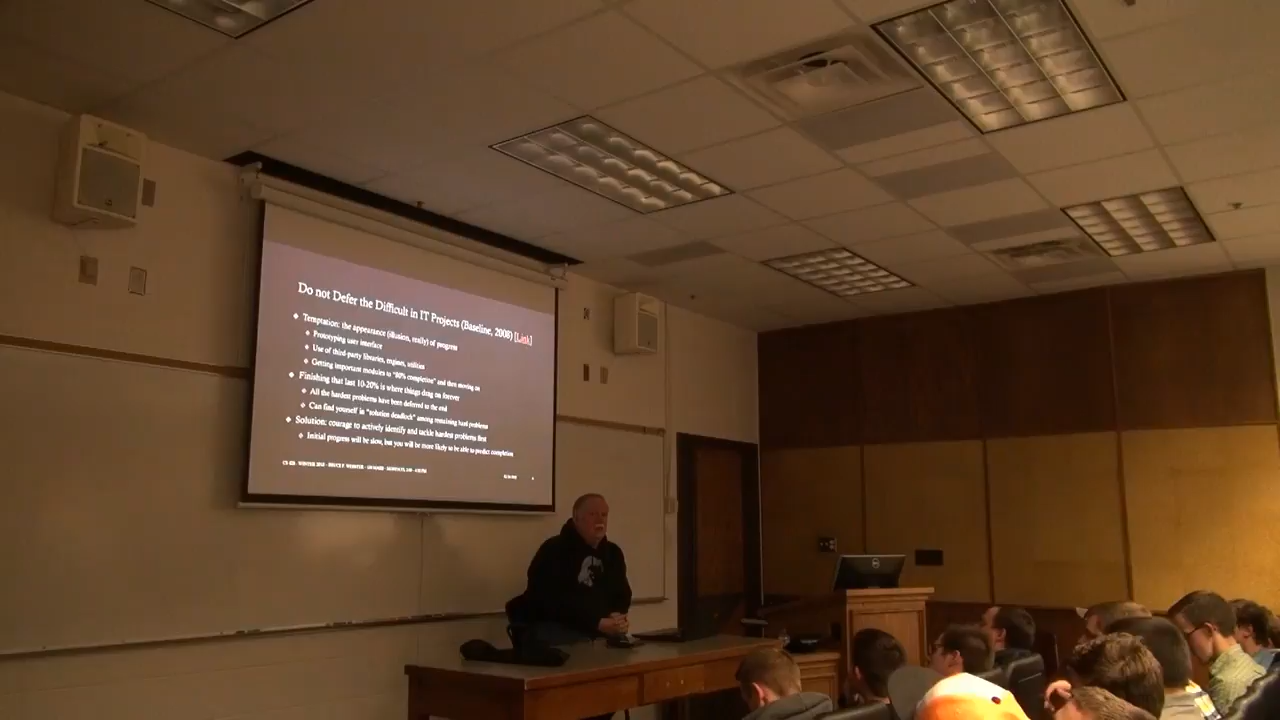 Do not Defer the Difficult in IT Projects (Baseline, 2008) [Link]
Temptation: the appearance (illusion, really) of progress
Prototyping user interface
Use of third-party libraries, engines, utilities
Getting important modules to "80% completion" and then moving on
Finishing that last 10-20% is where things drag on forever
All the hardest problems have been deferred to the end
Can find yourself in "solution deadlock" among remaining hard problems
Solution: courage to actively identify and tackle hardest problems first
Initial progress will be slow, but you will be more likely to be able to predict completion
BRUCE F. WEBSTER
DELL